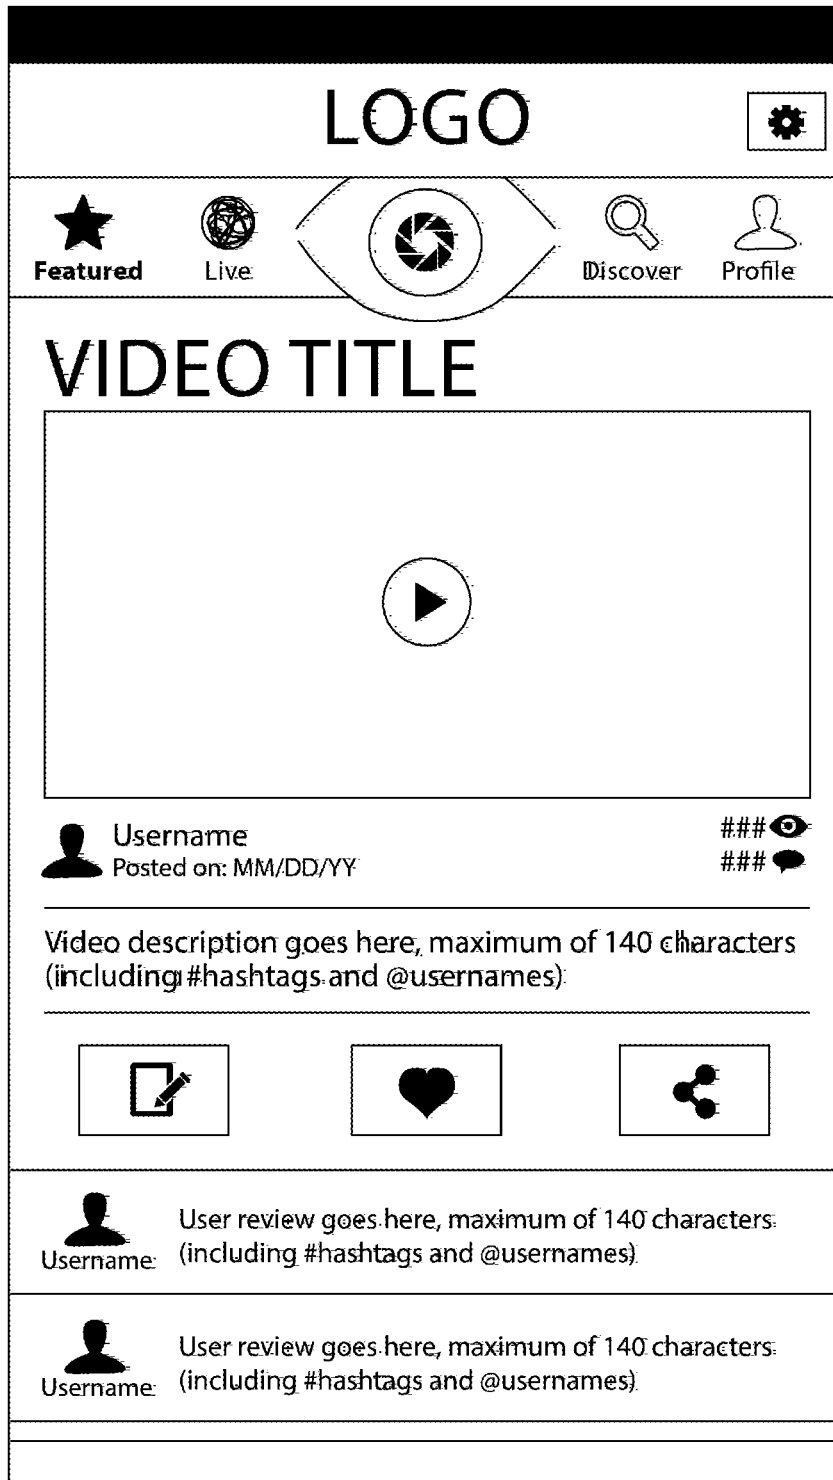 LOGO
Featured
Live
Discover
Profile
VIDEO TITLE
Username
Posted on: MM/DD/YY
###
###
Video description goes here, maximum of 140 characters
(including #hashtags and @usernames)
User review goes here, maximum of 140 characters
(including #hashtags and @usernames)
Username
User review goes here, maximum of 140 characters
(including #hashtags and @usernames)
Username